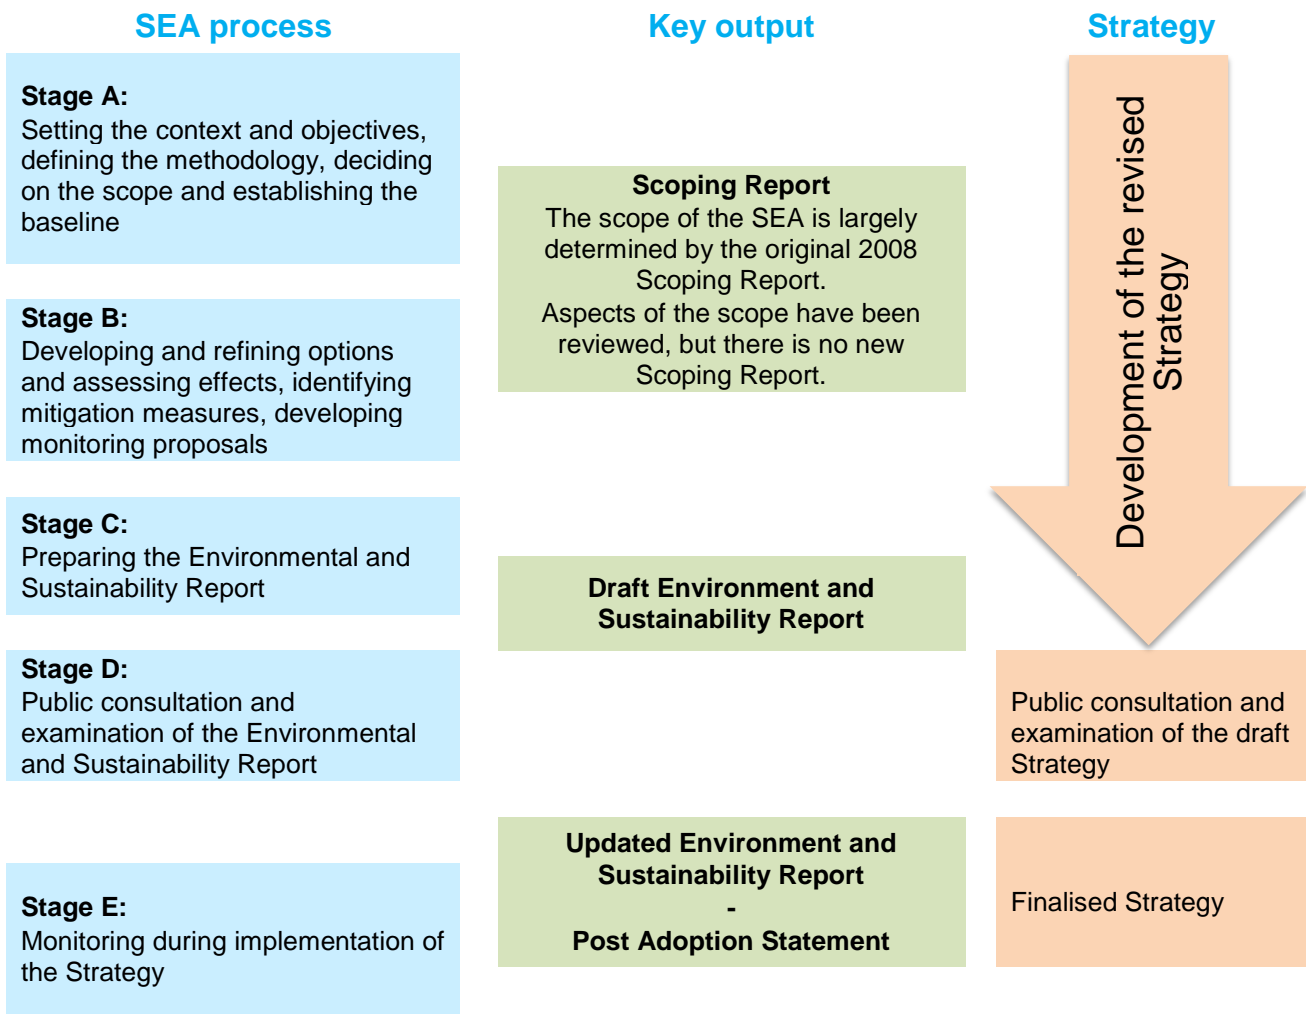 SEA process
Key output
Strategy
Stage A:
Setting the context and objectives,
defining the methodology, deciding
on the scope and establishing the
baseline
Stage B:
Developing and refining options
and assessing effects, identifying
mitigation measures, developing
monitoring proposals
Stage C:
Preparing the Environmental and
Sustainability Report
Stage D:
Public consultation and
examination of the Environmental
and Sustainability Report
Stage E:
Monitoring during implementation of
the Strategy
Scoping Report
The scope of the SEA is largely
determined by the original 2008
Scoping Report.
Aspects of the scope have been
reviewed, but there is no new
Scoping Report.
Draft Environment and
Sustainability Report
Updated Environment and
Sustainability Report
-
Post Adoption Statement
Development of the revised
Strategy
Public consultation and
examination of the draft
Strategy
Finalised Strategy